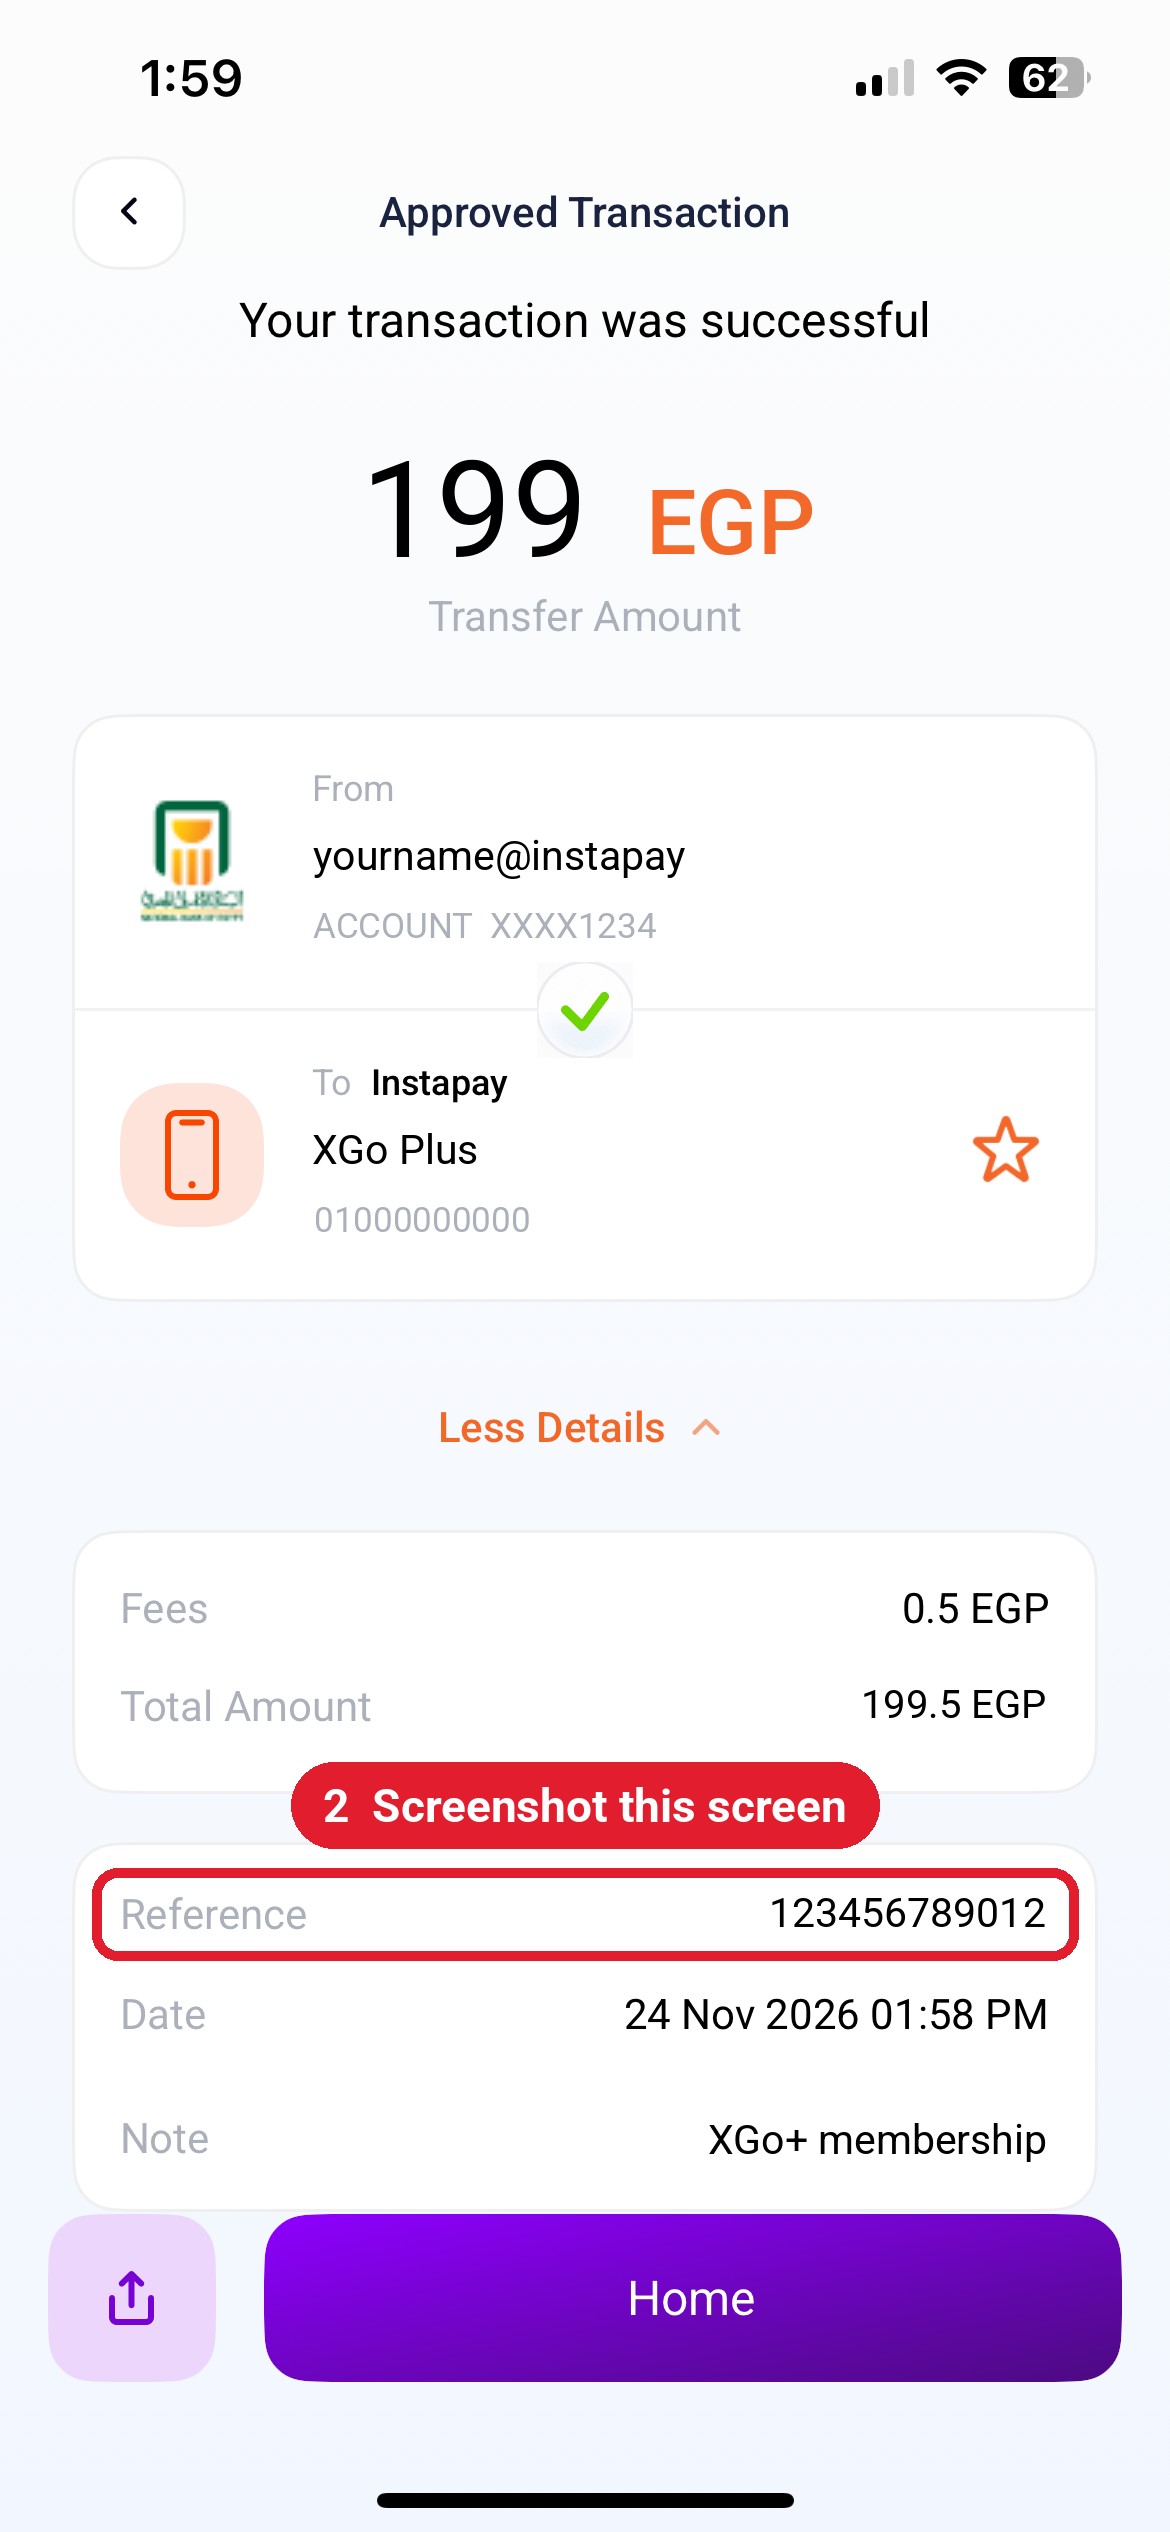 1:59
62
Approved Transaction
Your transaction was successful
199 EGP
Transfer Amount
From
yourname@instapay
ACCOUNT XXXX1234
To Instapay
XGo Plus
01000000000
Less Details
Fees 0.5 EGP
Total Amount 199.5 EGP
2 Screenshot this screen
Reference 123456789012
Date 24 Nov 2026 01:58 PM
Note XGo+ membership
Home